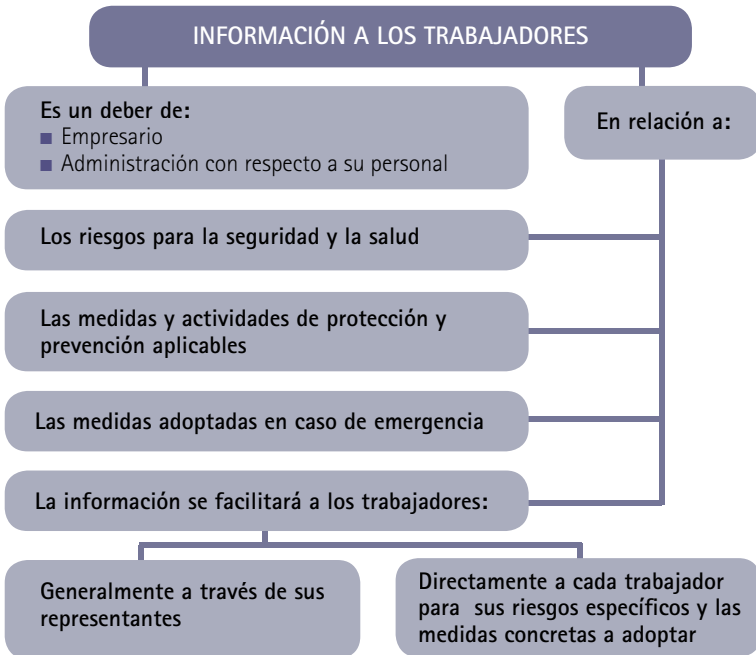 INFORMACIÓN A LOS TRABAJADORES
Es un deber de:
■ Empresario
■ Administración con respecto a su personal
En relación a:
Los riesgos para la seguridad y la salud
Las medidas y actividades de protección y
prevención aplicables
Las medidas adoptadas en caso de emergencia
La información se facilitará a los trabajadores:
Generalmente a través de sus
representantes
Directamente a cada trabajador
para sus riesgos específicos y las
medidas concretas a adoptar